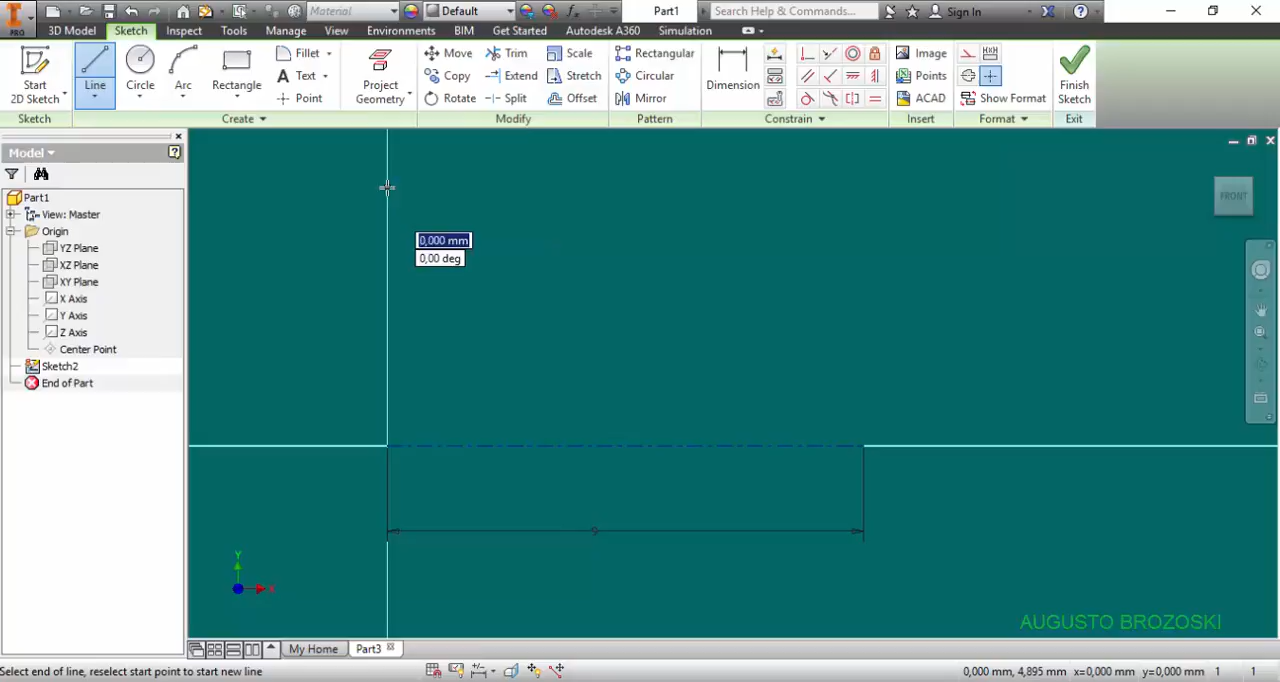 Material
Default
Part1
Search Help & Commands...
Sign In
PRO
3D Model
Sketch
Inspect
Tools
Manage
View
Environments
BIM
Get Started
Autodesk A360
Simulation
Start
2D Sketch
Line
Circle
Arc
Rectangle
Fillet
Text
Point
Project
Geometry
Move
Copy
Rotate
Trim
Extend
Split
Scale
Stretch
Offset
Rectangular
Circular
Mirror
Dimension
Image
Points
ACAD
Show Format
Finish
Sketch
Sketch
Create
Modify
Pattern
Constrain
Insert
Format
Exit
Model
Part1
View: Master
Origin
YZ Plane
XZ Plane
XY Plane
X Axis
Y Axis
Z Axis
Center Point
Sketch2
End of Part
FRONT
0,000 mm
0,00 deg
9
Y
X
AUGUSTO BROZOSKI
My Home
Part3
Select end of line, reselect start point to start new line
0,000 mm, 4,895 mm x=0,000 mm y=0,000 mm 1 1